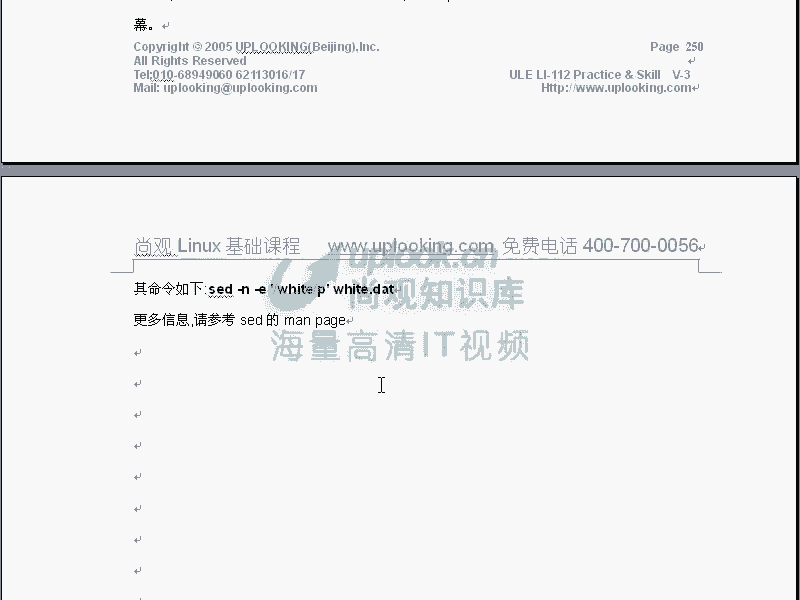 幕。
Copyright © 2005 UPLOOKING(Beijing),Inc. Page 250
All Rights Reserved
Tel:010-68949060 62113016/17 ULE LI-112 Practice & Skill V-3
Mail: uplooking@uplooking.com Http://www.uplooking.com
尚观 Linux 基础课程 www.uplooking.com 免费电话 400-700-0056
uplook.cn
其命令如下:sed -n -e '/white/p' white.dat
尚观知识库
更多信息,请参考 sed 的 man page
海量高清IT视频